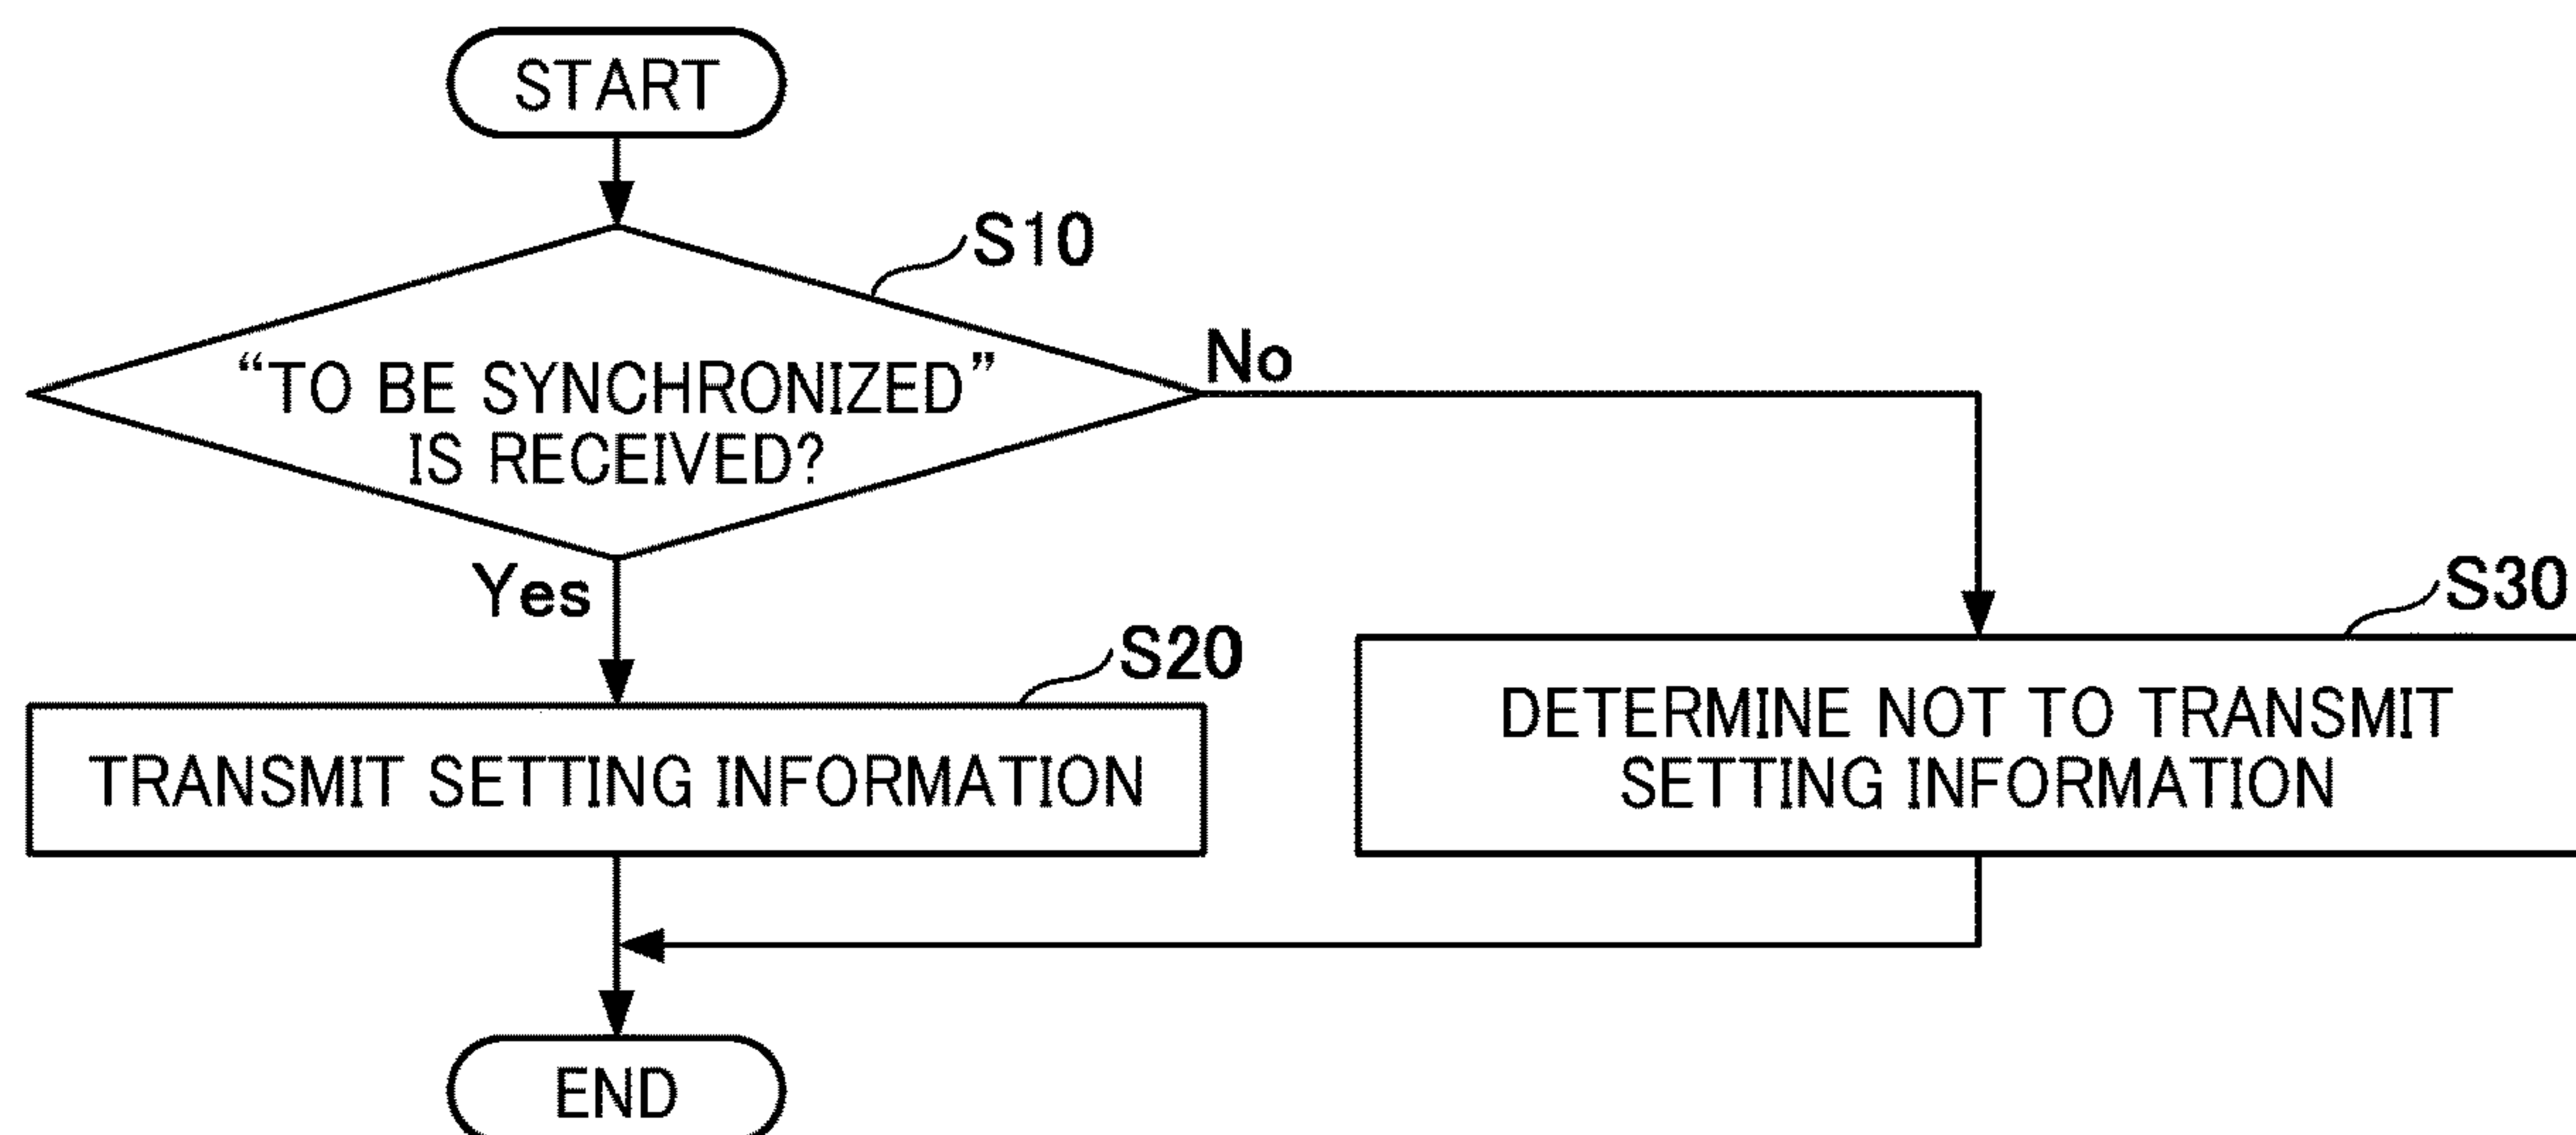 START
S10
“TO BE SYNCHRONIZED”
IS RECEIVED?
No
Yes
S20
TRANSMIT SETTING INFORMATION
S30
DETERMINE NOT TO TRANSMIT
SETTING INFORMATION
END